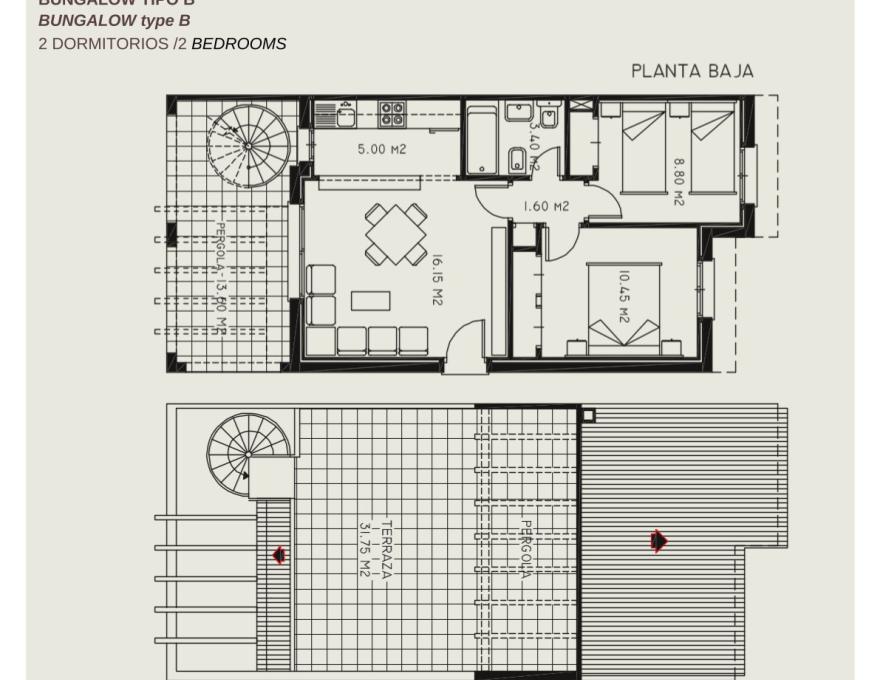 BUNGALOW TIPO B
BUNGALOW type B
2 DORMITORIOS /2 BEDROOMS
PLANTA BAJA
5.00 M2
3.40 M2
8.80 M2
1.60 M2
PERGOLA-13.60 M2
16.15 M2
10.45 M2
TERRAZA
31.75 M2
PERGOLA